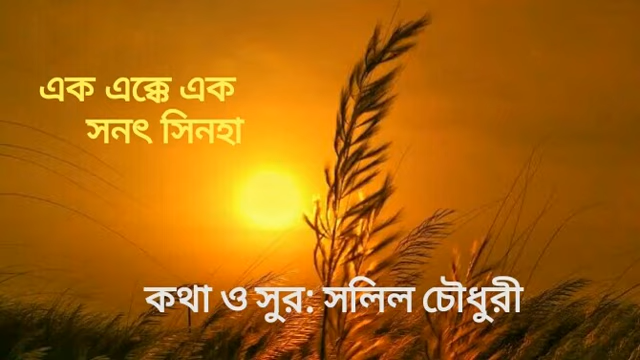 এক এক্কে এক
সনৎ সিনহা
কথা ও সুর: সলিল চৌধুরী